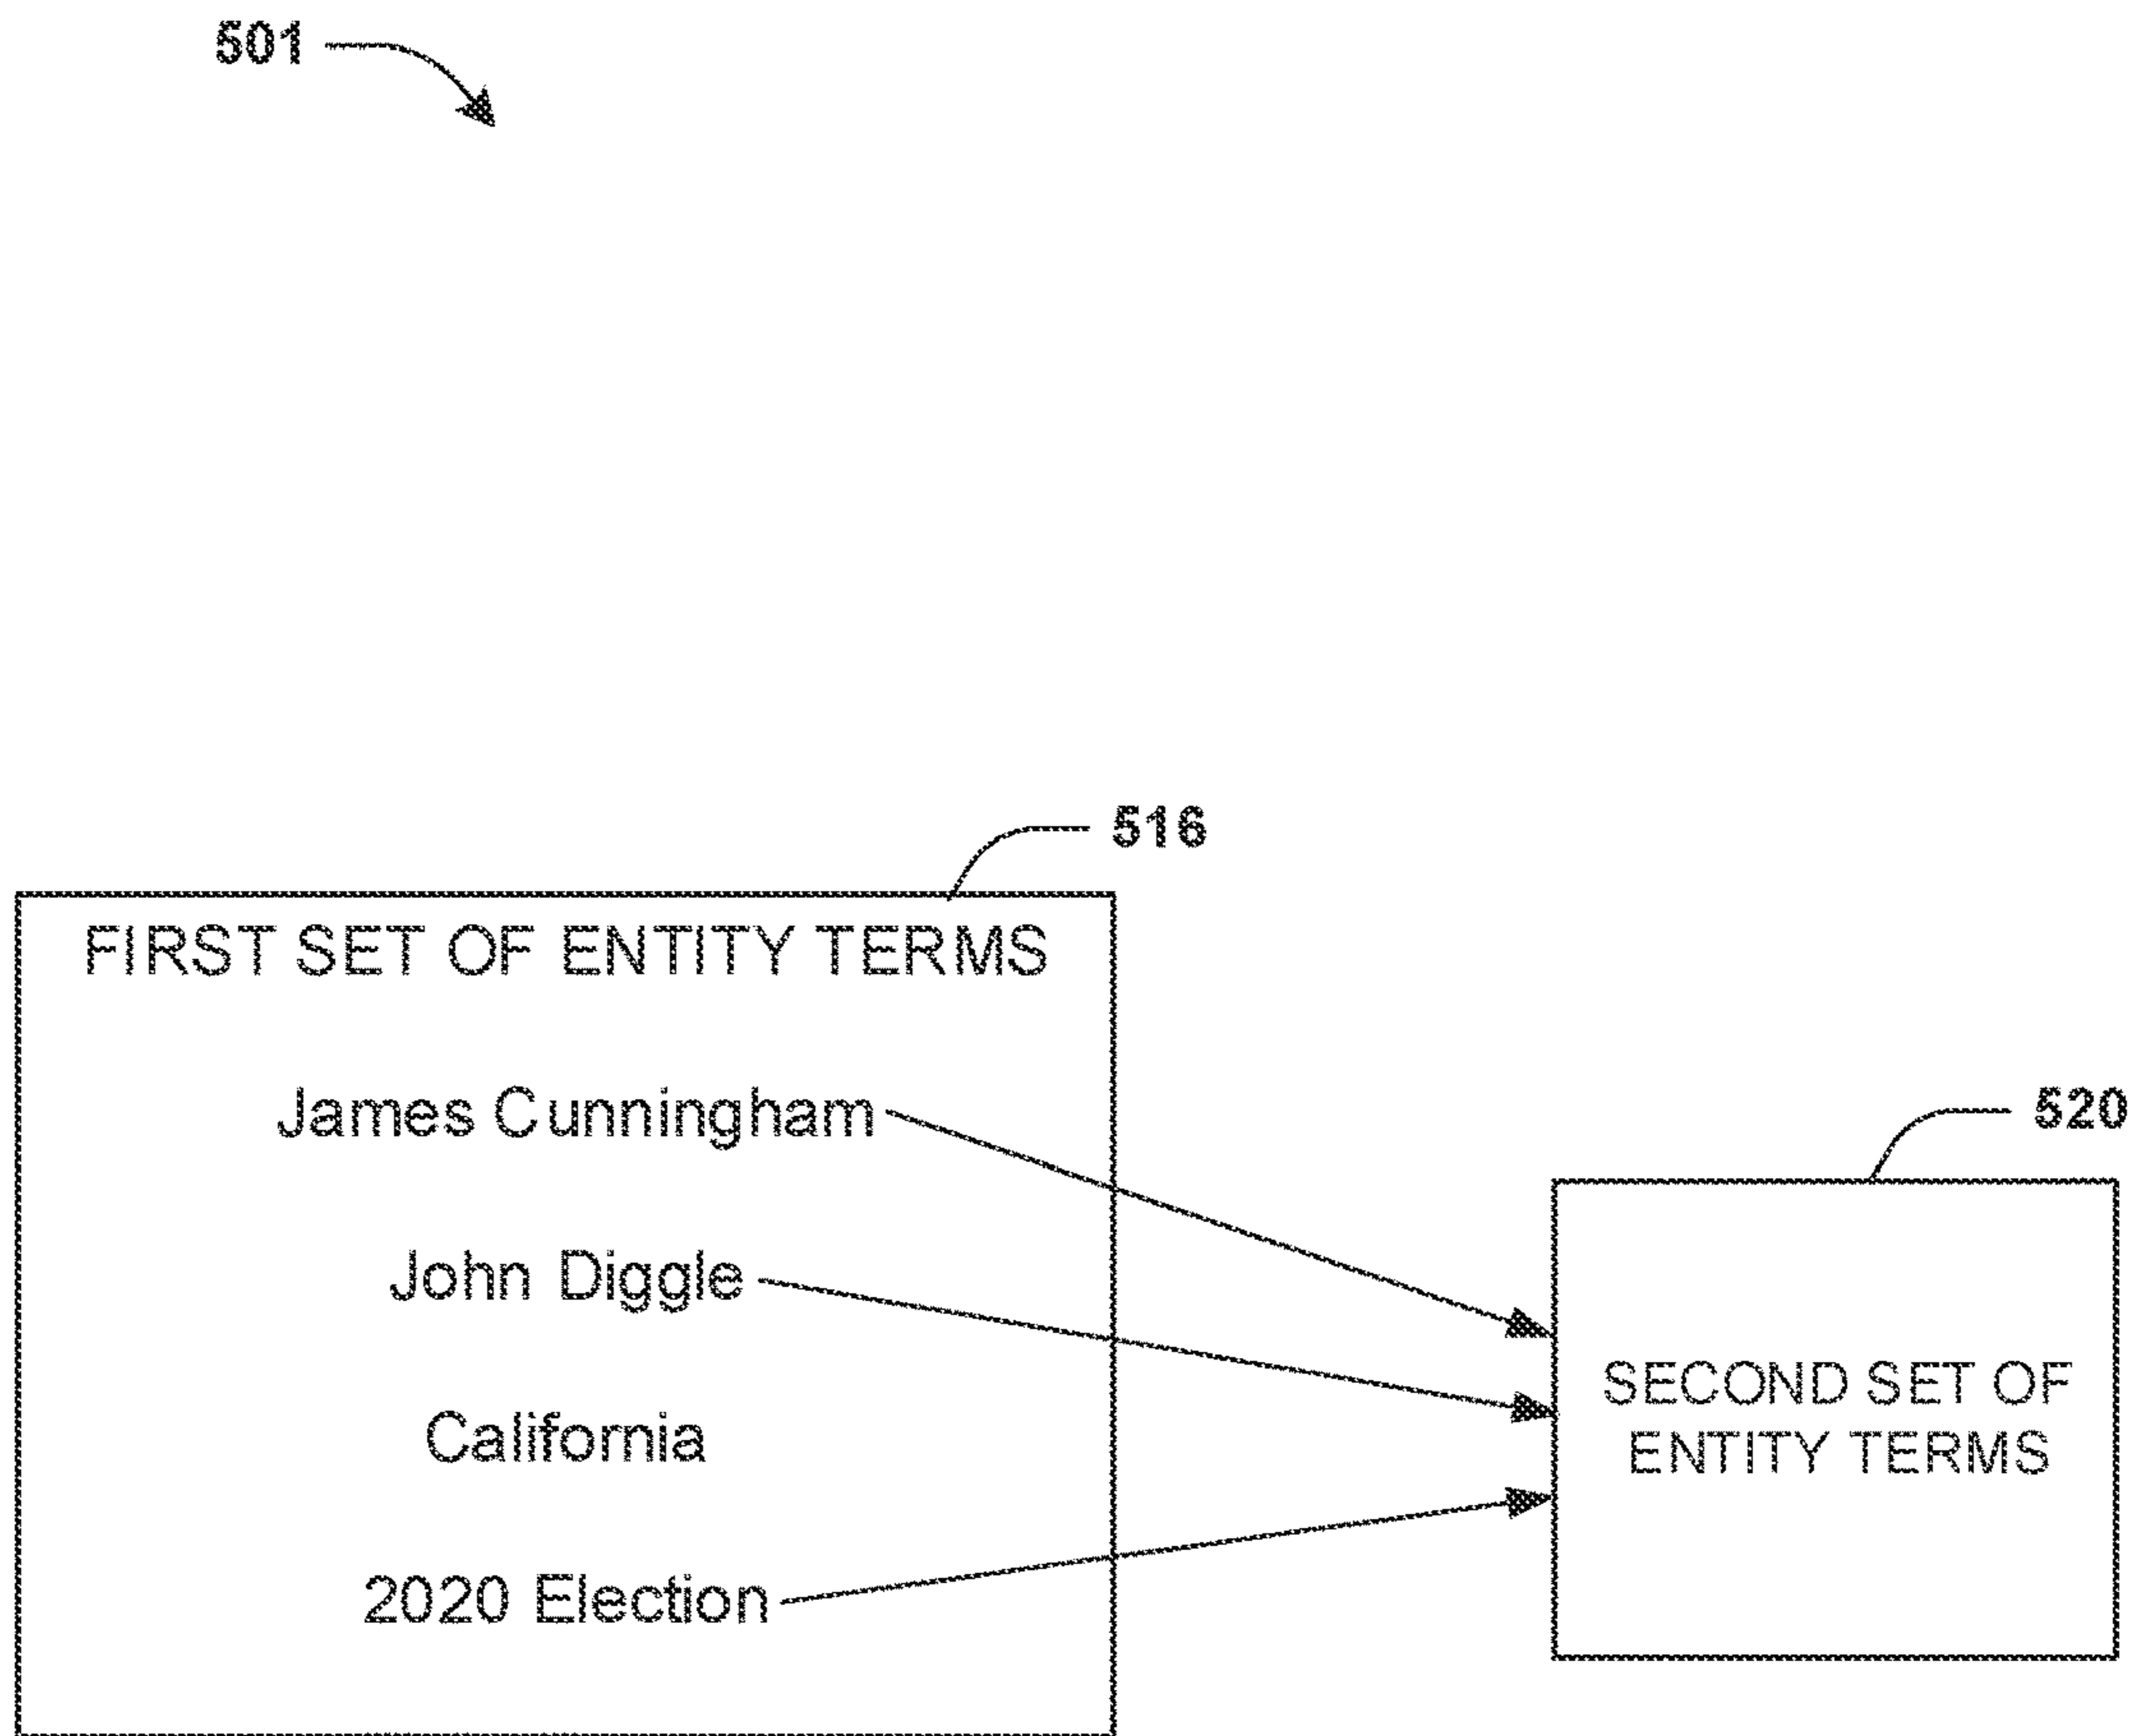 501
516
FIRST SET OF ENTITY TERMS
James Cunningham
520
John Diggle
SECOND SET OF
ENTITY TERMS
California
2020 Election